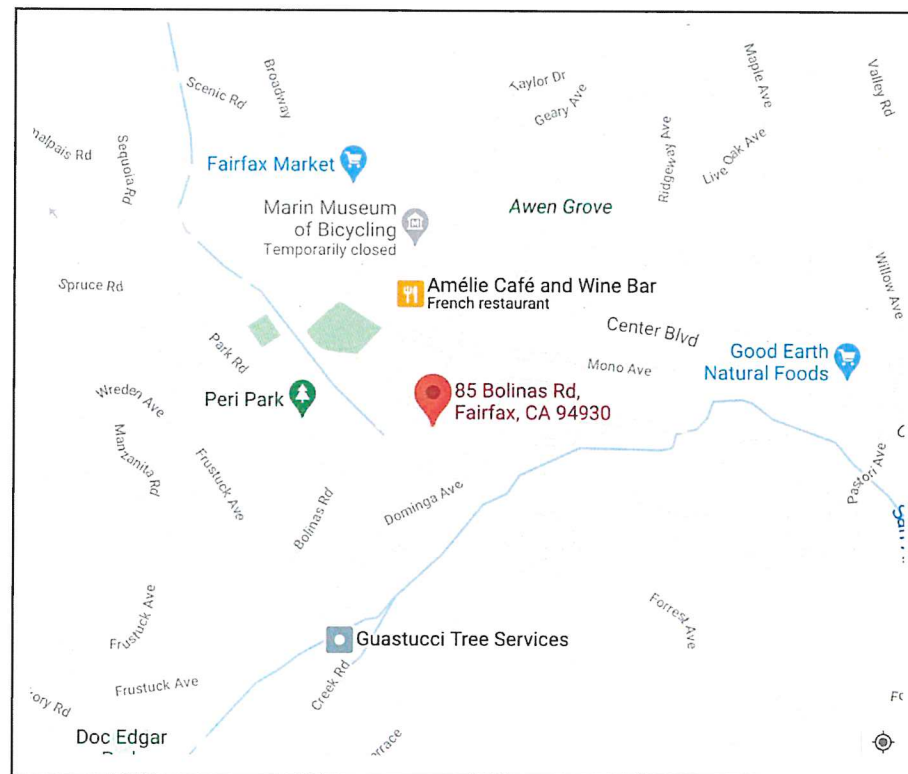 Scenic Rd
Broadway
Taylor Dr
Geary Ave
Maple Ave
Valley Rd
Sequoia Rd
Ridgeway Ave
Live Oak Ave
Fairfax Market
Marin Museum
of Bicycling
Temporarily closed
Awen Grove
Spruce Rd
Amélie Café and Wine Bar
French restaurant
Willow Ave
Center Blvd
Park Rd
Mono Ave
Good Earth
Natural Foods
Wreden Ave
Peri Park
85 Bolinas Rd,
Fairfax, CA 94930
Manzanita Rd
Frustuck Ave
Bolinas Rd
Dominga Ave
Pastori Ave
Frustuck Ave
Guastucci Tree Services
Forrest Ave
Frustuck Ave
Creek Rd
Doc Edgar